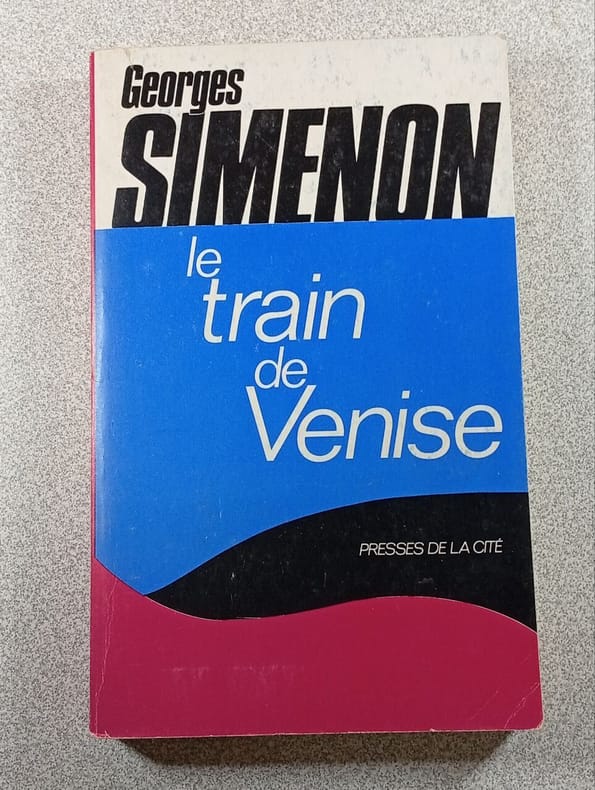 Georges
SIMENON
le
train
de
Venise
PRESSES DE LA CITÉ